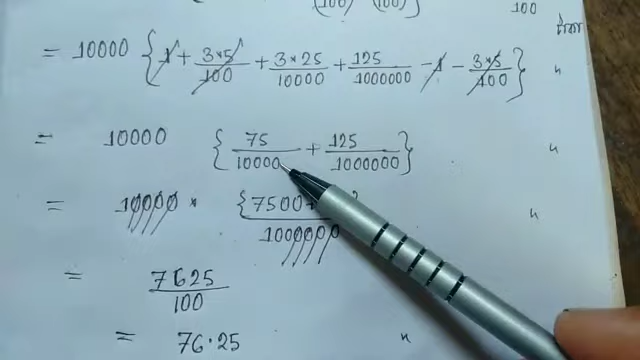 100
= 10000 {1 + 3*5/100 + 3*25/10000 + 125/1000000 - 1 - 3*5/100} "
= 10000 {75/10000 + 125/1000000} "
= 10000 * {7500+ }/1000000 "
= 7625/100
= 76.25 "